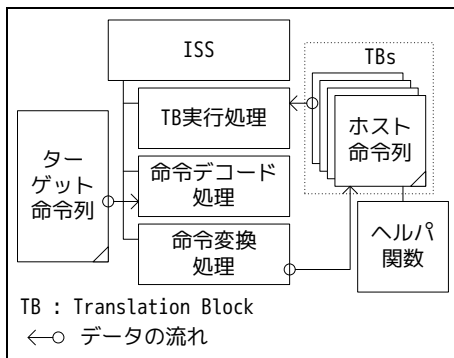 ISS
TBs
TB実行処理
ホスト
命令列
ター
ゲット
命令列
命令デコード
処理
命令変換
処理
ヘルパ
関数
TB : Translation Block
データの流れ